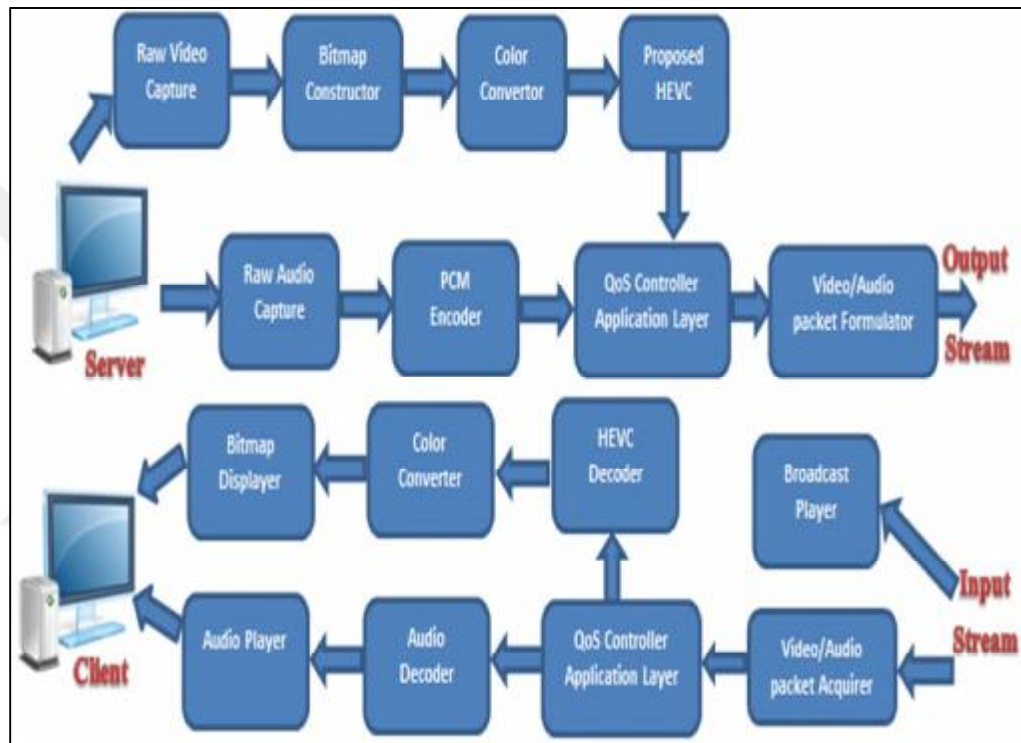 Raw Video
Capture
Bitmap
Constructor
Color
Convertor
Proposed
HEVC
Server
Raw Audio
Capture
PCM
Encoder
QoS Controller
Application Layer
Video/Audio
packet Formulator
Output
Stream
Bitmap
Displayer
Color
Converter
HEVC
Decoder
Broadcast
Player
Input
Stream
Client
Audio Player
Audio
Decoder
QoS Controller
Application Layer
Video/Audio
packet Acquirer